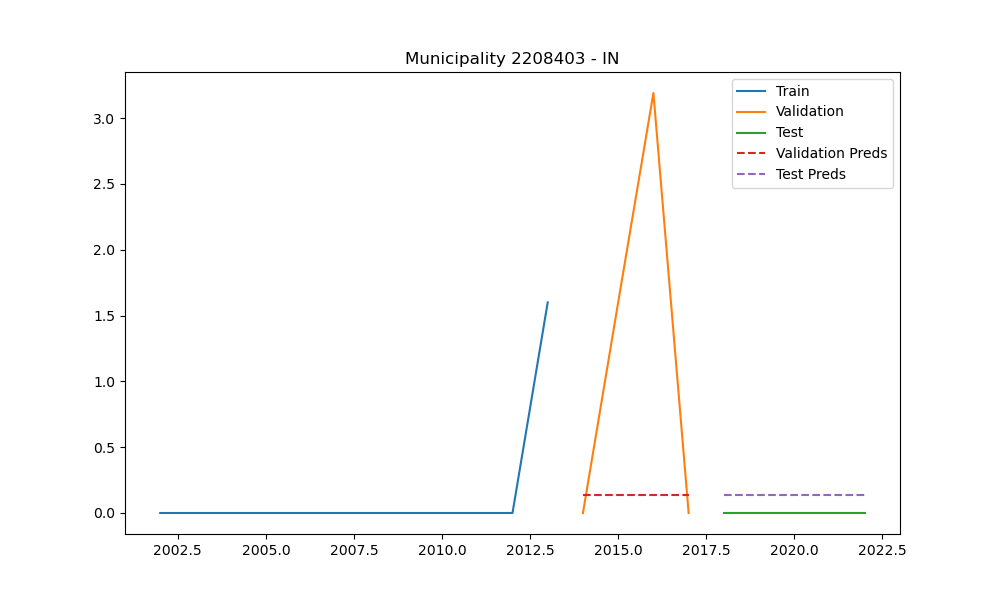 Municipality 2208403 - IN
Train
Validation
Test
Validation Preds
Test Preds
3.0
2.5
2.0
1.5
1.0
0.5
0.0
2002.5 2005.0 2007.5 2010.0 2012.5 2015.0 2017.5 2020.0 2022.5